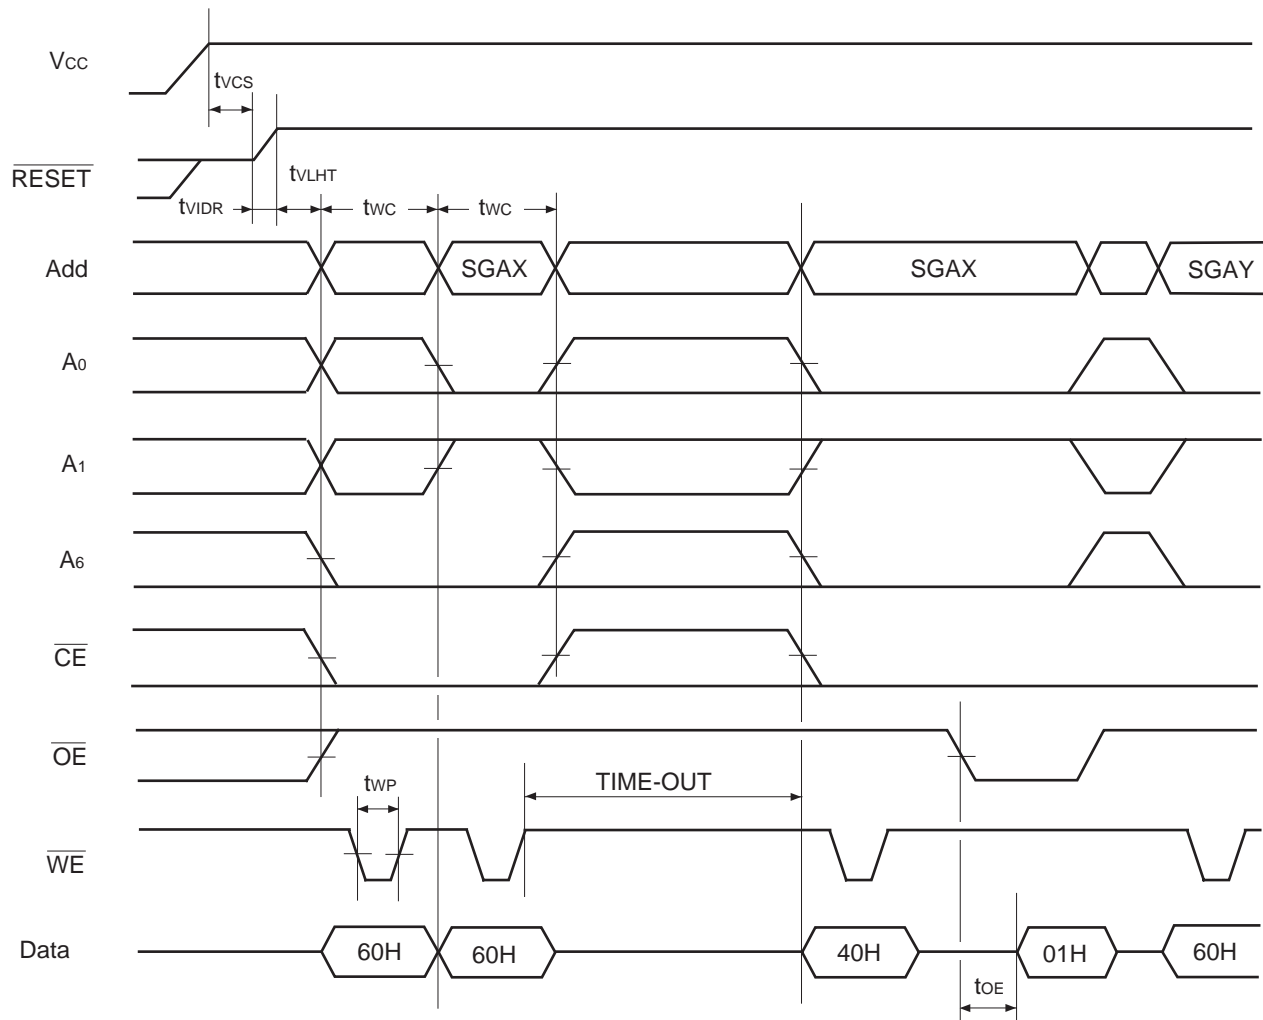 VCC
tVCS
RESET
tVLHT
tVIDR tWC tWC
Add SGAX SGAX SGAY
A0
A1
A6
CE
OE
tWP TIME-OUT
WE
Data 60H 60H 40H 01H 60H
tOE